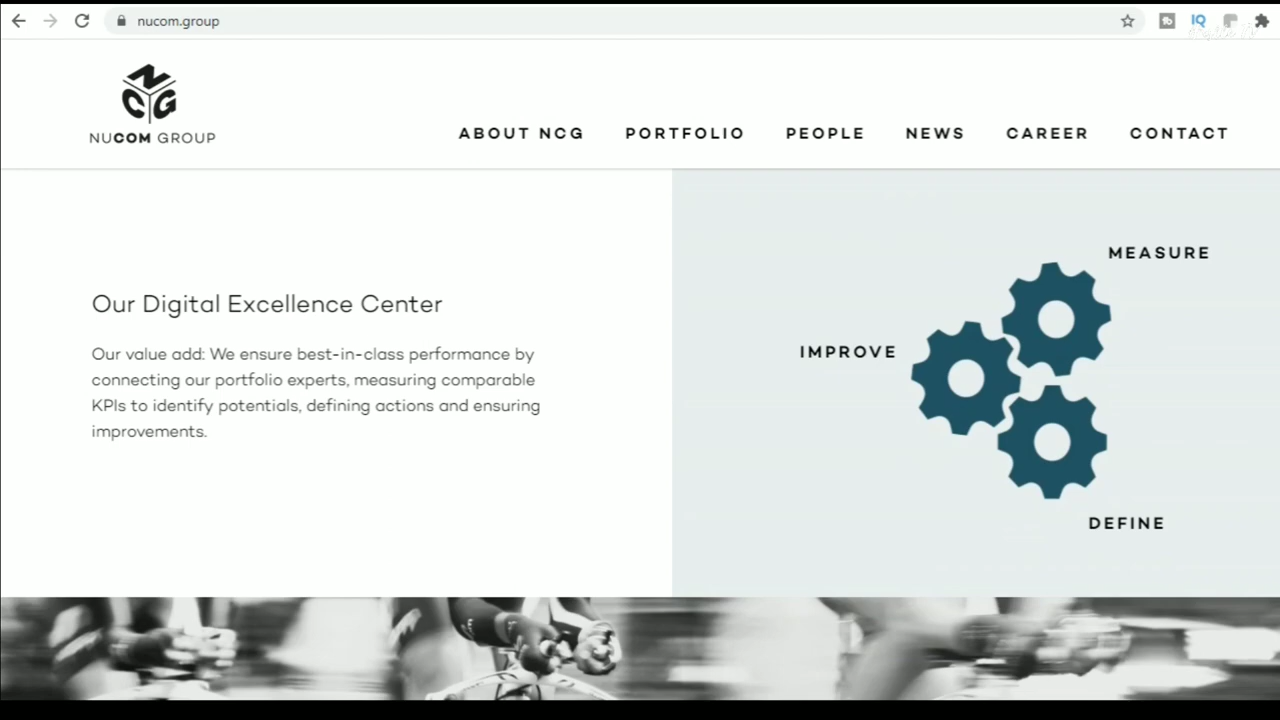 nucom.group
IQ
NCG
NUCOM GROUP
ABOUT NCG PORTFOLIO PEOPLE NEWS CAREER CONTACT
MEASURE
Our Digital Excellence Center
IMPROVE
Our value add: We ensure best-in-class performance by
connecting our portfolio experts, measuring comparable
KPIs to identify potentials, defining actions and ensuring
improvements.
DEFINE